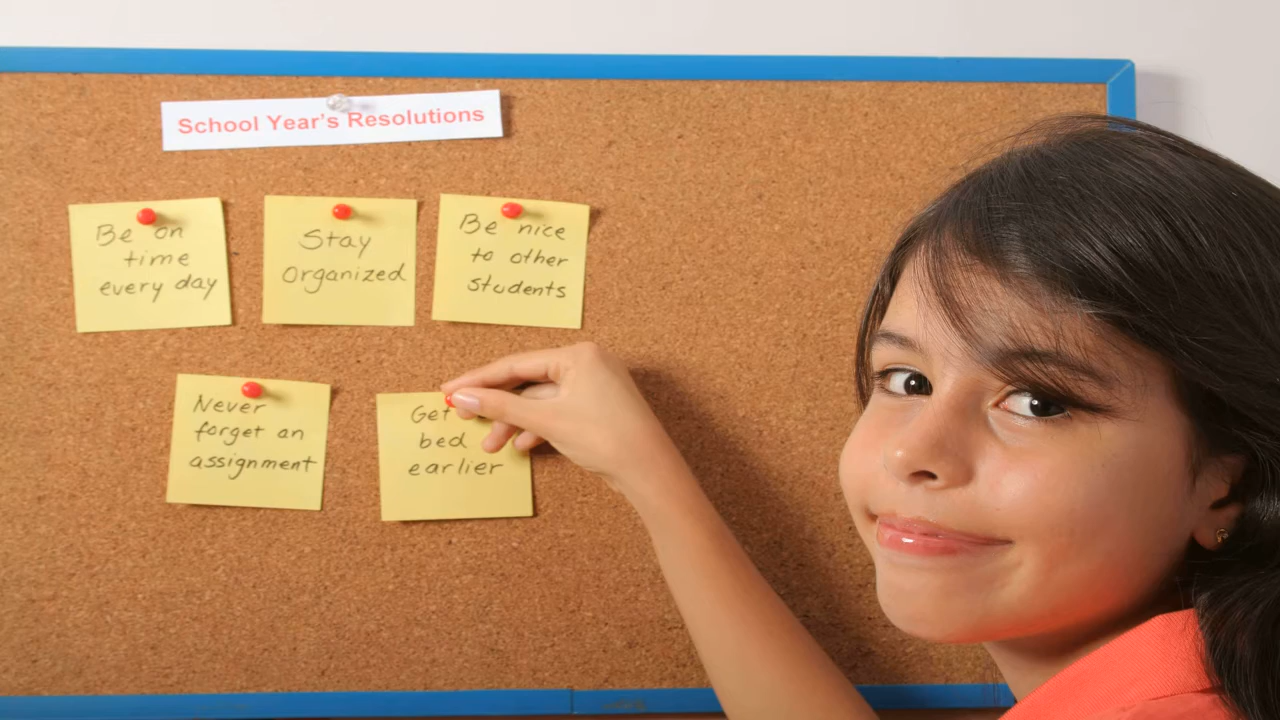 School Year's Resolutions
Be on
time
every day
Stay
organized
Be nice
to other
students
Never
forget an
assignment
Get
bed
earlier